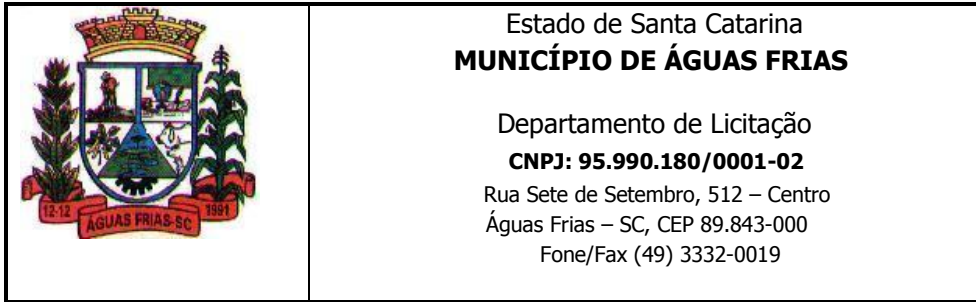 12-12
ÁGUAS FRIAS-SC
1991
Estado de Santa Catarina
MUNICÍPIO DE ÁGUAS FRIAS
Departamento de Licitação
CNPJ: 95.990.180/0001-02
Rua Sete de Setembro, 512 – Centro
Águas Frias – SC, CEP 89.843-000
Fone/Fax (49) 3332-0019